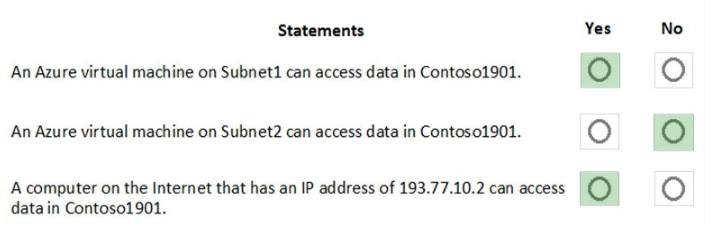 Statements Yes No
An Azure virtual machine on Subnet1 can access data in Contoso1901.
An Azure virtual machine on Subnet2 can access data in Contoso1901.
A computer on the Internet that has an IP address of 193.77.10.2 can access
data in Contoso1901.